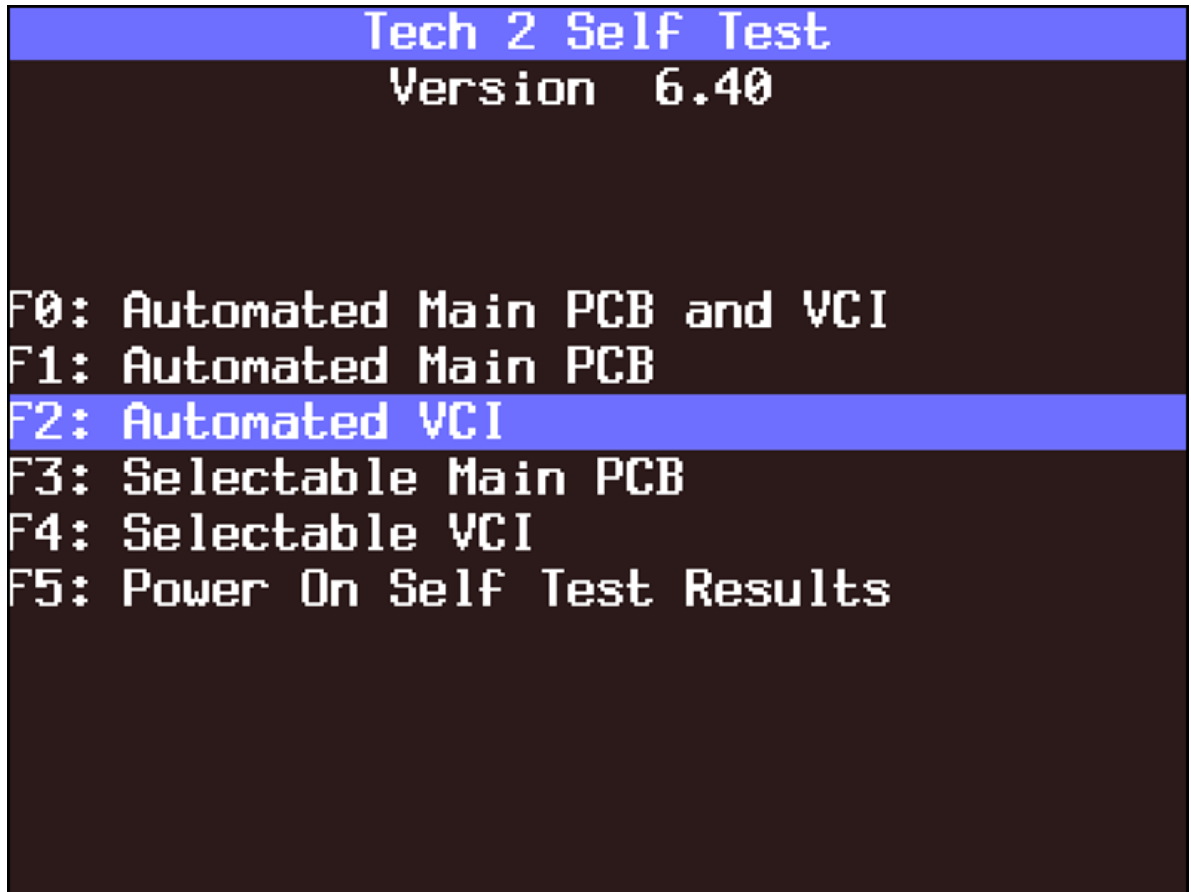 Tech 2 Self Test
Version 6.40
F0: Automated Main PCB and VCI
F1: Automated Main PCB
F2: Automated VCI
F3: Selectable Main PCB
F4: Selectable VCI
F5: Power On Self Test Results